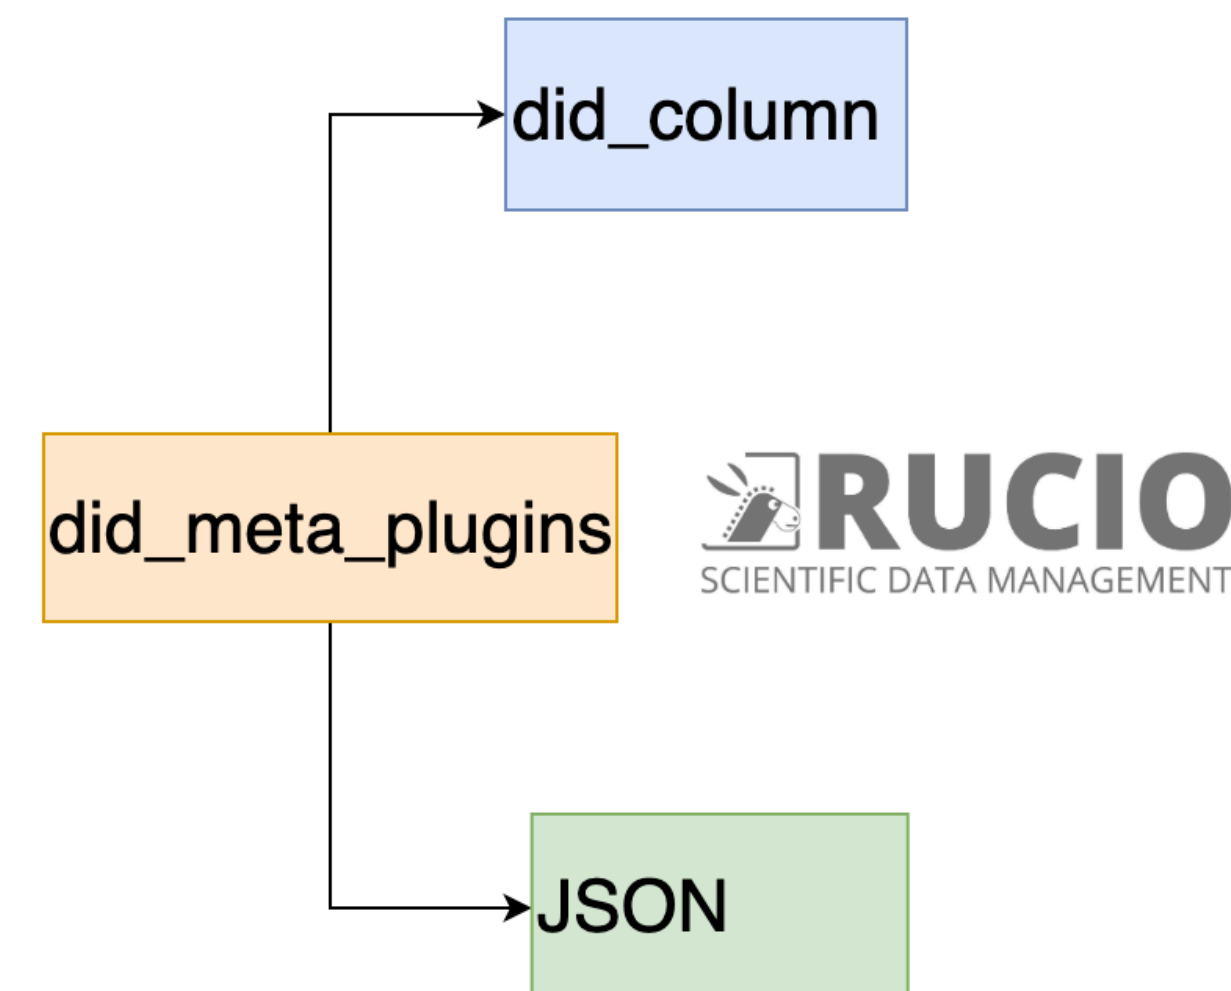 did_column
did_meta_plugins
RUCIO
SCIENTIFIC DATA MANAGEMENT
JSON